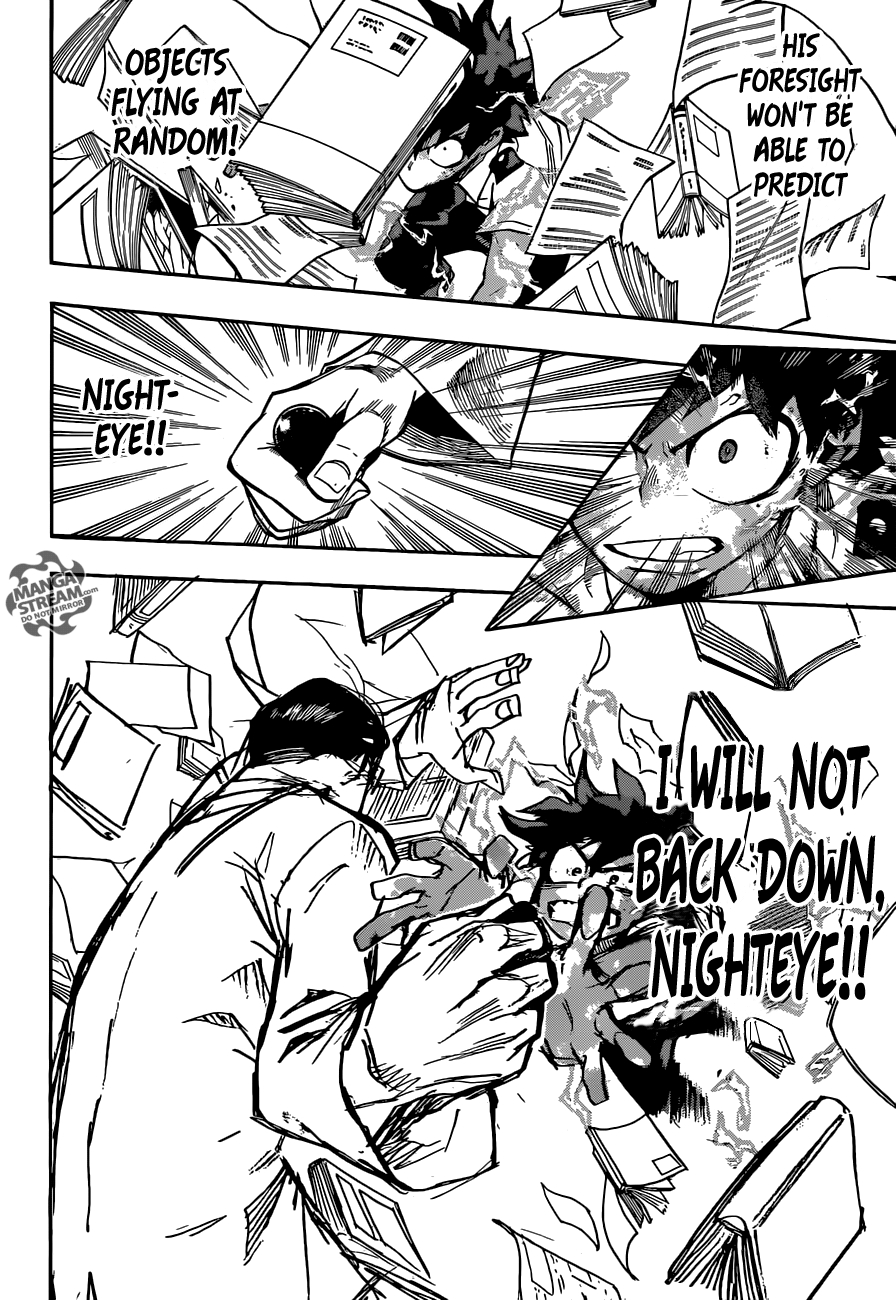 HIS
FORESIGHT
WON'T BE
ABLE TO
PREDICT
OBJECTS
FLYING AT
RANDOM!
NIGHT-
EYE!!
MANGA
STREAM.com
DO NOT MIRROR
I WILL NOT
BACK DOWN,
NIGHTEYE!!